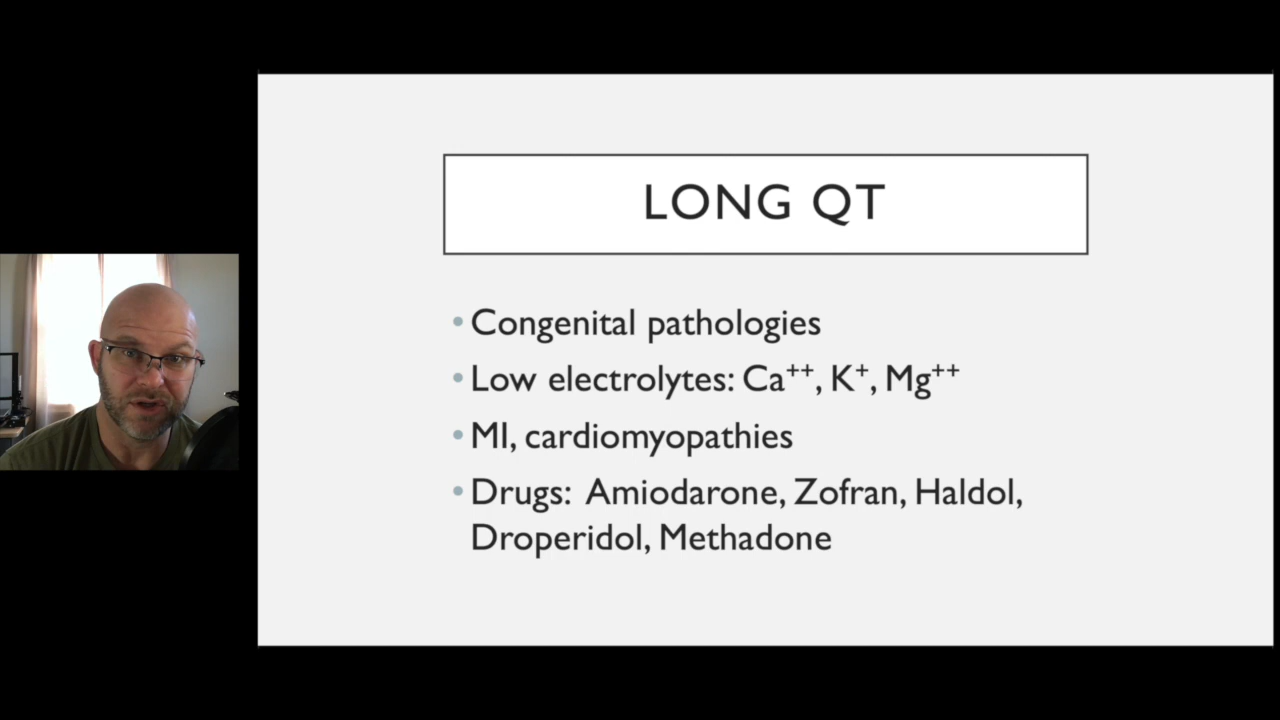 LONG QT
• Congenital pathologies
• Low electrolytes: Ca⁺⁺, K⁺, Mg⁺⁺
• MI, cardiomyopathies
• Drugs: Amiodarone, Zofran, Haldol,
Droperidol, Methadone